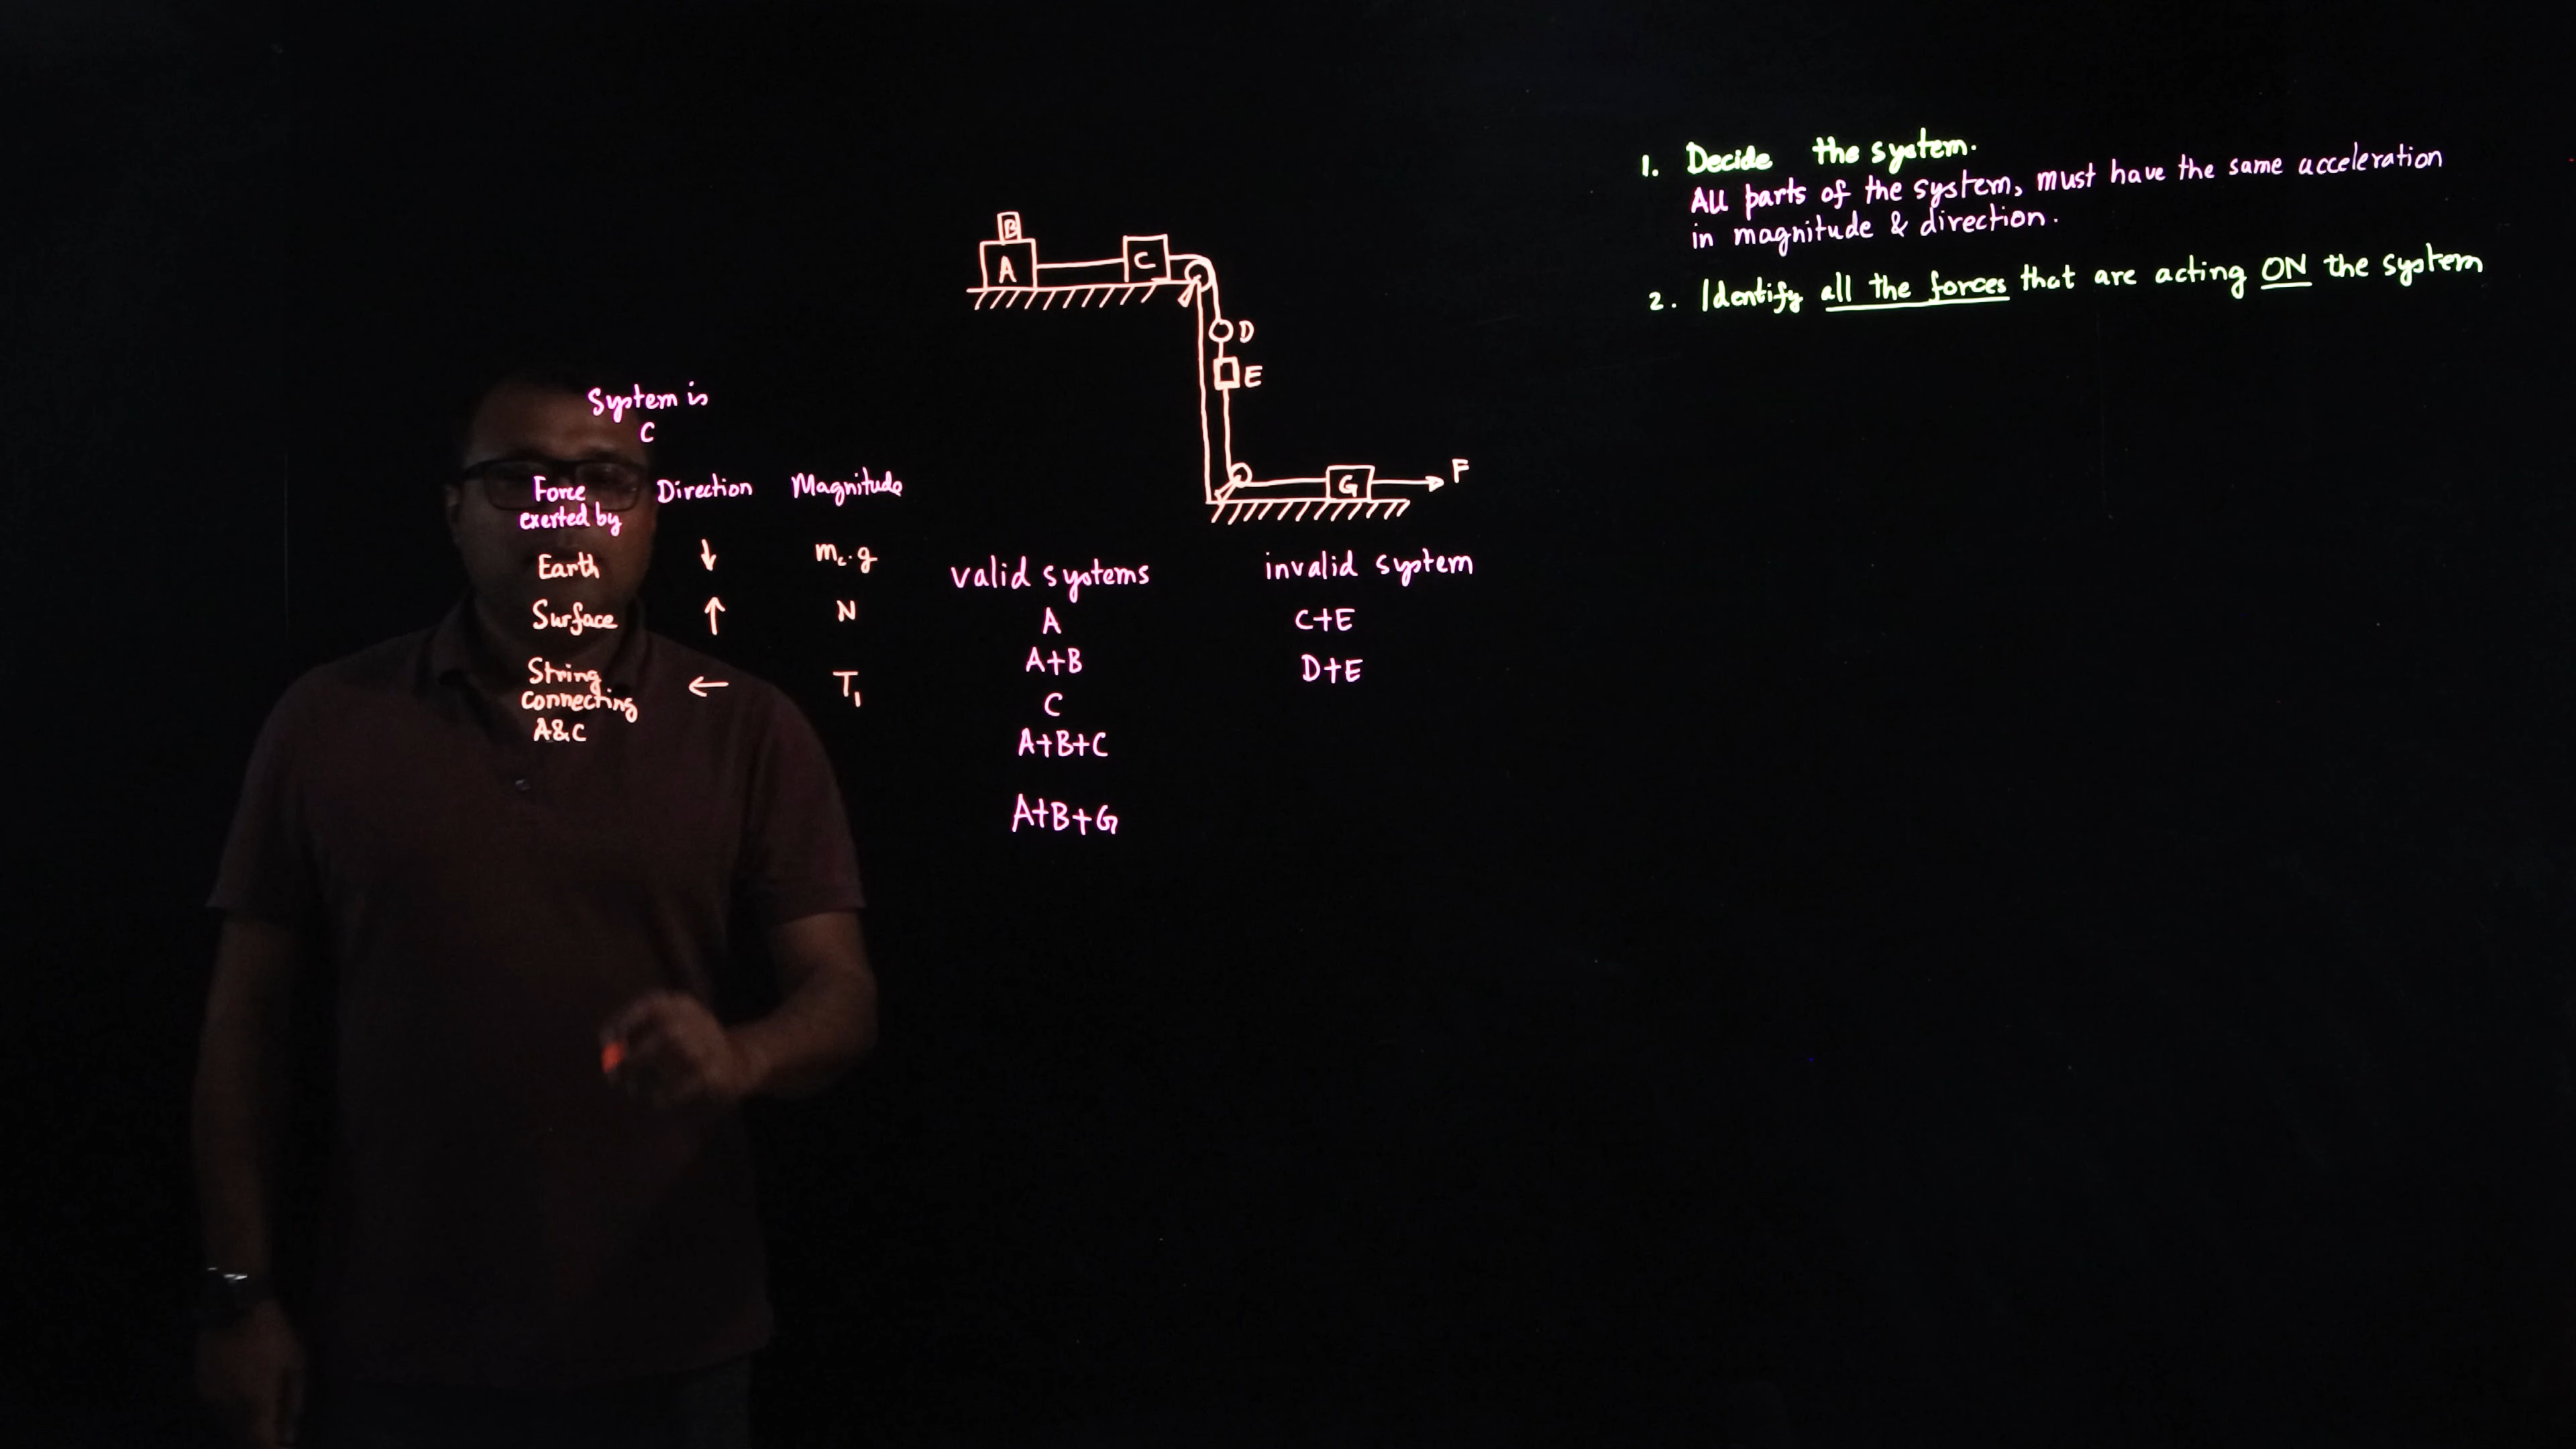 1. Decide the system.
All parts of the system, must have the same acceleration
in magnitude & direction.
2. Identify all the forces that are acting ON the system
B
A
C
D
E
G
F
System is
C
Force exerted by
Direction
Magnitude
Earth
↓
mc.g
Surface
↑
N
String
connecting
A&C
←
T1
valid systems
A
A+B
C
A+B+C
A+B+G
invalid system
C+E
D+E